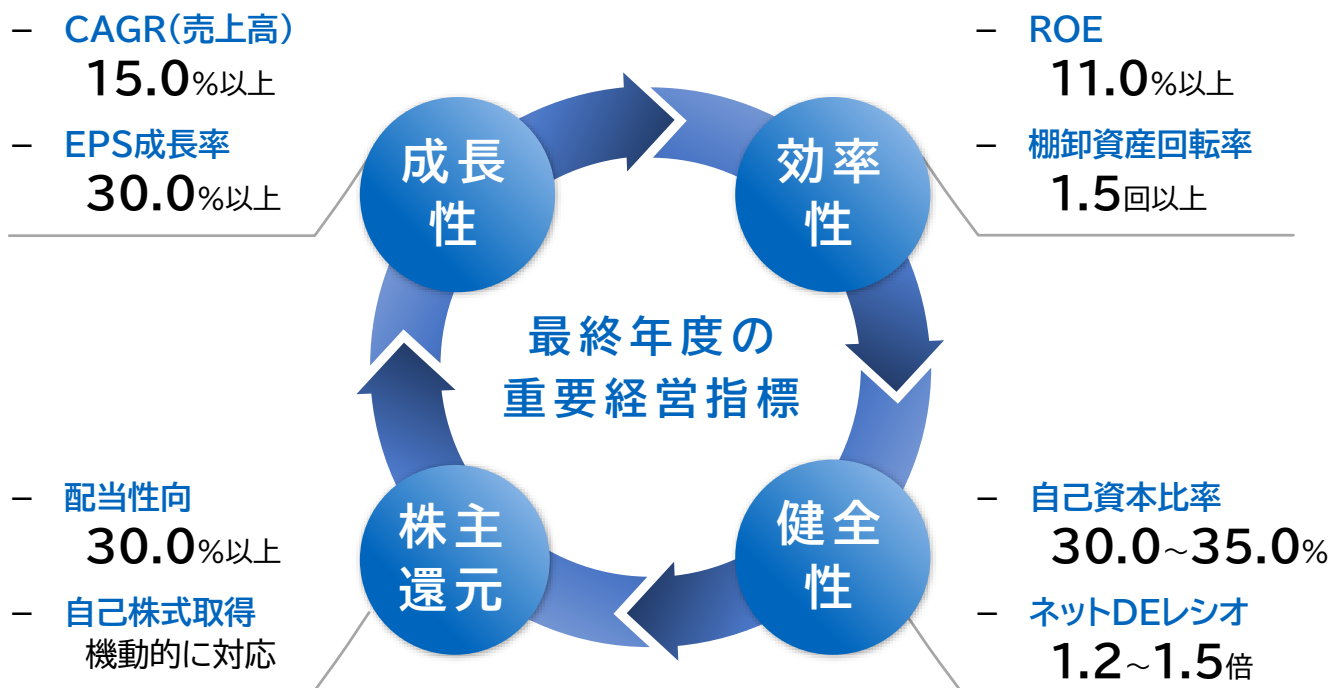 – CAGR(売上高)
15.0%以上
– EPS成長率
30.0%以上
成長
性
効率
性
– ROE
11.0%以上
– 棚卸資産回転率
1.5回以上
最終年度の
重要経営指標
– 配当性向
30.0%以上
– 自己株式取得
機動的に対応
株主
還元
健全
性
– 自己資本比率
30.0~35.0%
– ネットDEレシオ
1.2~1.5倍